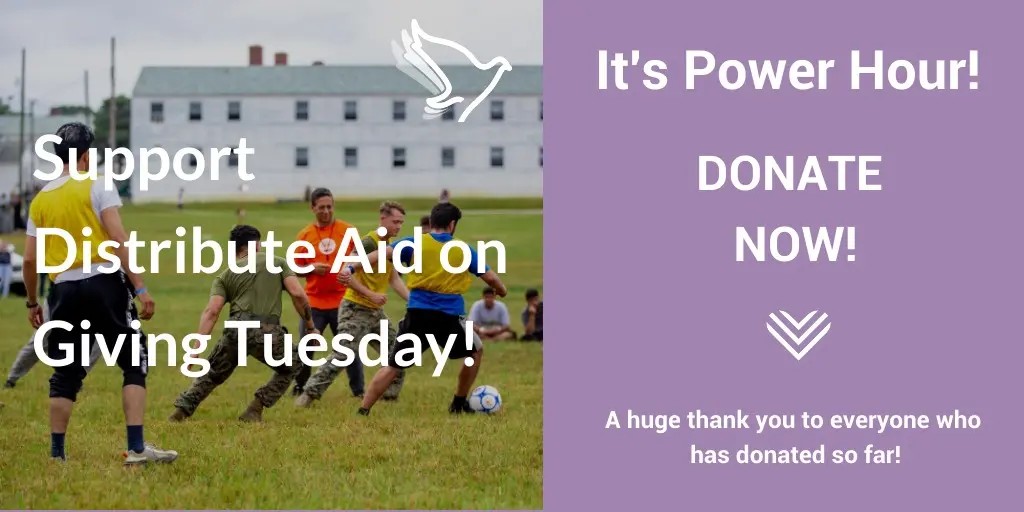 Support
Distribute Aid on
Giving Tuesday!
It's Power Hour!
DONATE
NOW!
A huge thank you to everyone who
has donated so far!